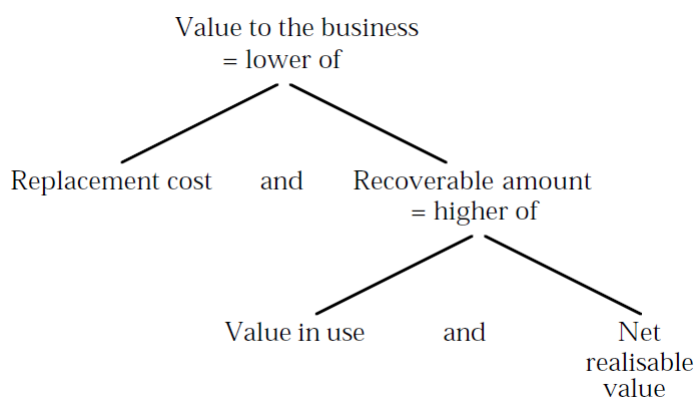 Value to the business
= lower of
Replacement cost and Recoverable amount
= higher of
Value in use and Net
realisable
value